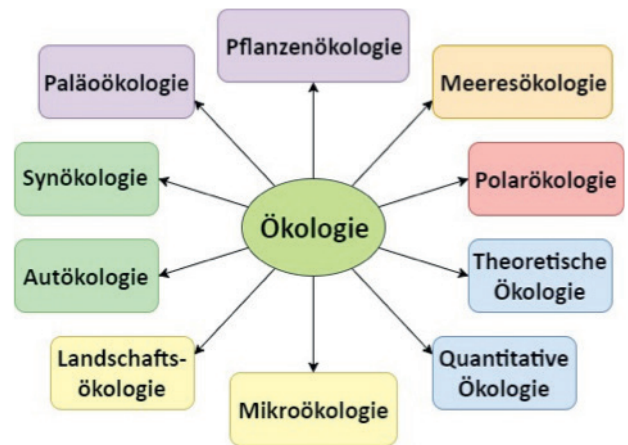 Pflanzenökologie
Paläoökologie
Meeresökologie
Synökologie
Polarökologie
Ökologie
Autökologie
Theoretische
Ökologie
Landschafts-
ökologie
Quantitative
Ökologie
Mikroökologie